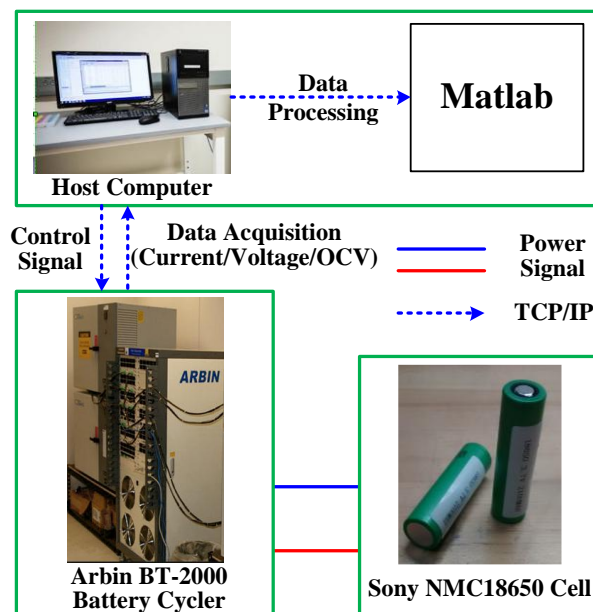 Data
Processing
Matlab
Host Computer
Control
Signal
Data Acquisition
(Current/Voltage/OCV)
Power
Signal
TCP/IP
ARBIN
Arbin BT-2000
Battery Cycler
Sony NMC18650 Cell